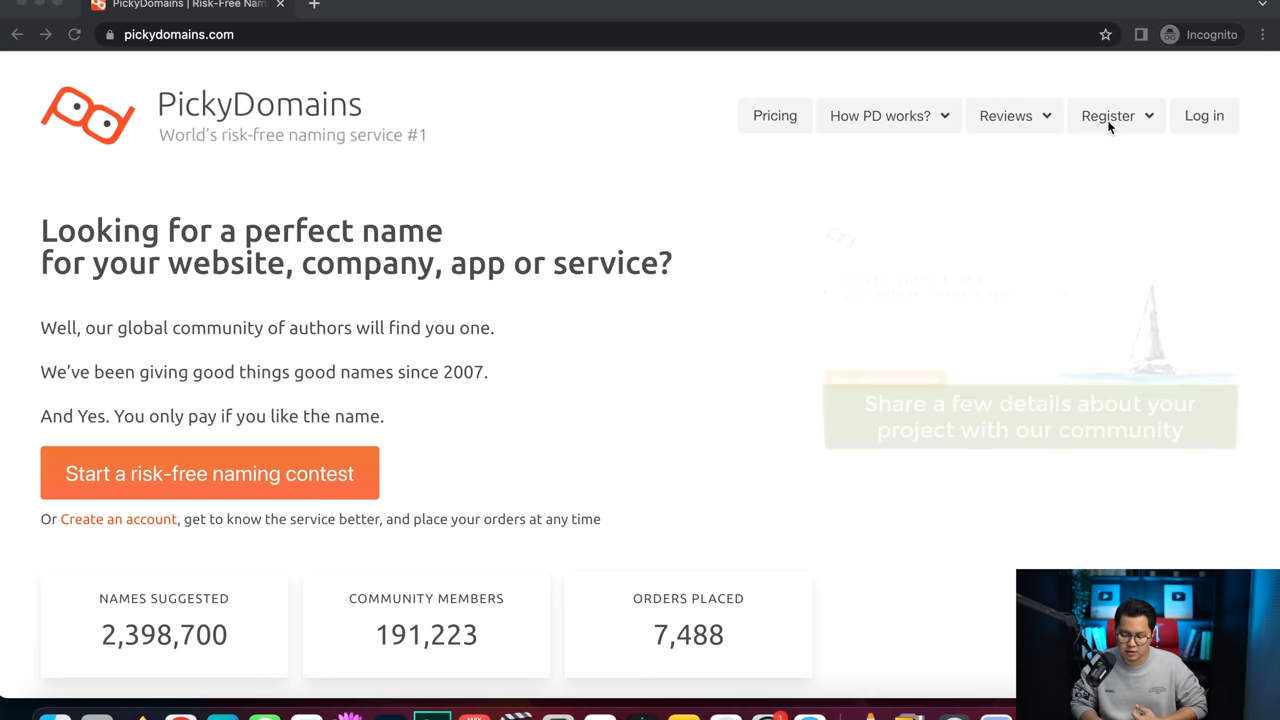 PickyDomains | Risk-Free Nam
pickydomains.com
Incognito
PickyDomains
World's risk-free naming service #1
Pricing
How PD works?
Reviews
Register
Log in
Looking for a perfect name
for your website, company, app or service?
Well, our global community of authors will find you one.
We've been giving good things good names since 2007.
And Yes. You only pay if you like the name.
Share a few details about your
project with our community
Start a risk-free naming contest
Or Create an account, get to know the service better, and place your orders at any time
NAMES SUGGESTED
2,398,700
COMMUNITY MEMBERS
191,223
ORDERS PLACED
7,488